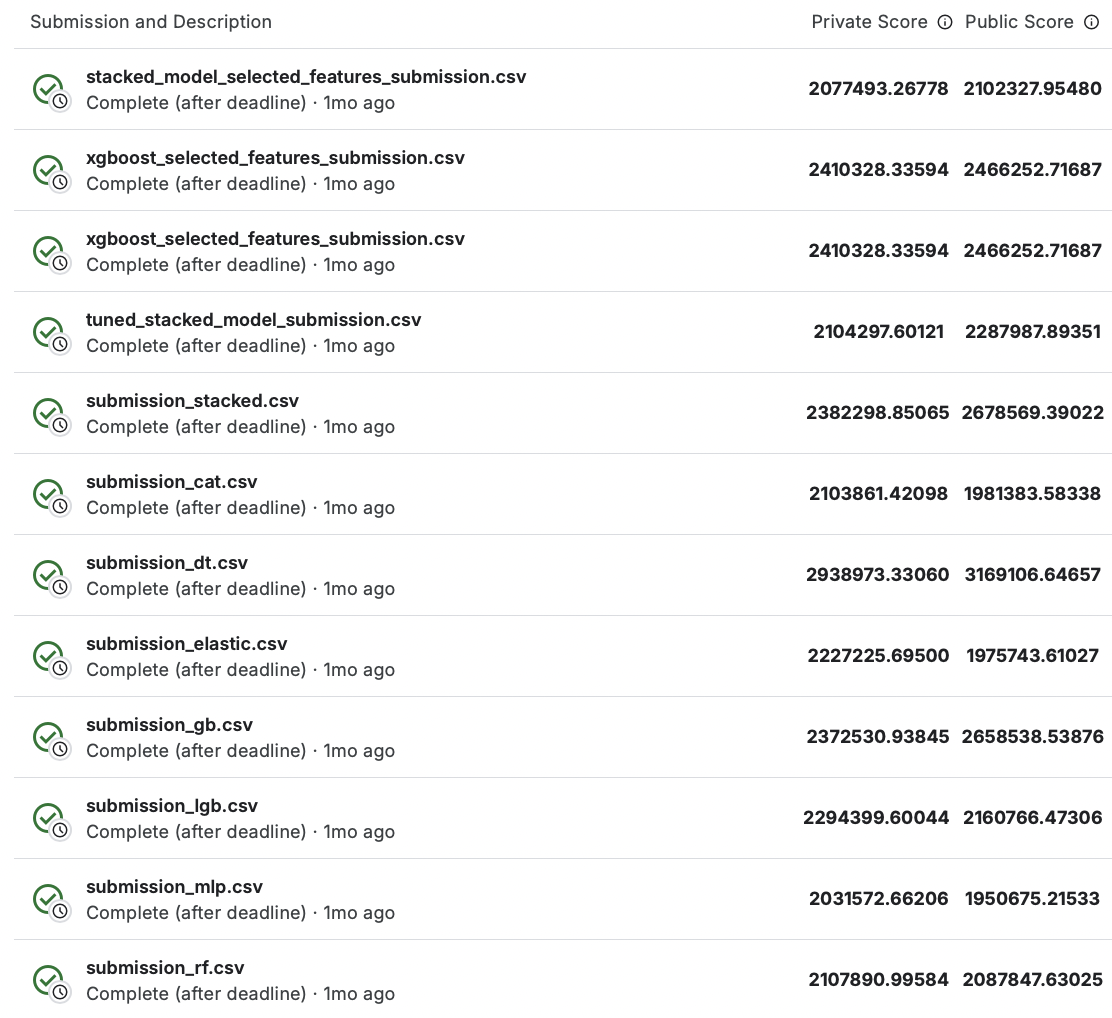 Submission and Description Private Score Public Score
stacked_model_selected_features_submission.csv
Complete (after deadline) · 1mo ago
2077493.26778 2102327.95480
xgboost_selected_features_submission.csv
Complete (after deadline) · 1mo ago
2410328.33594 2466252.71687
xgboost_selected_features_submission.csv
Complete (after deadline) · 1mo ago
2410328.33594 2466252.71687
tuned_stacked_model_submission.csv
Complete (after deadline) · 1mo ago
2104297.60121 2287987.89351
submission_stacked.csv
Complete (after deadline) · 1mo ago
2382298.85065 2678569.39022
submission_cat.csv
Complete (after deadline) · 1mo ago
2103861.42098 1981383.58338
submission_dt.csv
Complete (after deadline) · 1mo ago
2938973.33060 3169106.64657
submission_elastic.csv
Complete (after deadline) · 1mo ago
2227225.69500 1975743.61027
submission_gb.csv
Complete (after deadline) · 1mo ago
2372530.93845 2658538.53876
submission_lgb.csv
Complete (after deadline) · 1mo ago
2294399.60044 2160766.47306
submission_mlp.csv
Complete (after deadline) · 1mo ago
2031572.66206 1950675.21533
submission_rf.csv
Complete (after deadline) · 1mo ago
2107890.99584 2087847.63025